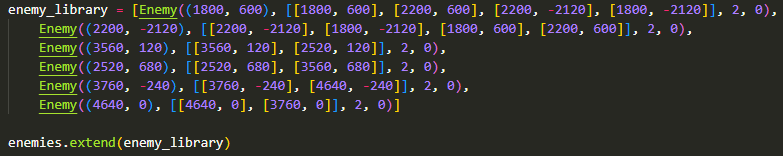 enemy_library = [Enemy((1800, 600), [[1800, 600], [2200, 600], [2200, -2120], [1800, -2120]], 2, 0),
    Enemy((2200, -2120), [[2200, -2120], [1800, -2120], [1800, 600], [2200, 600]], 2, 0),
    Enemy((3560, 120), [[3560, 120], [2520, 120]], 2, 0),
    Enemy((2520, 680), [[2520, 680], [3560, 680]], 2, 0),
    Enemy((3760, -240), [[3760, -240], [4640, -240]], 2, 0),
    Enemy((4640, 0), [[4640, 0], [3760, 0]], 2, 0)]
enemies.extend(enemy_library)